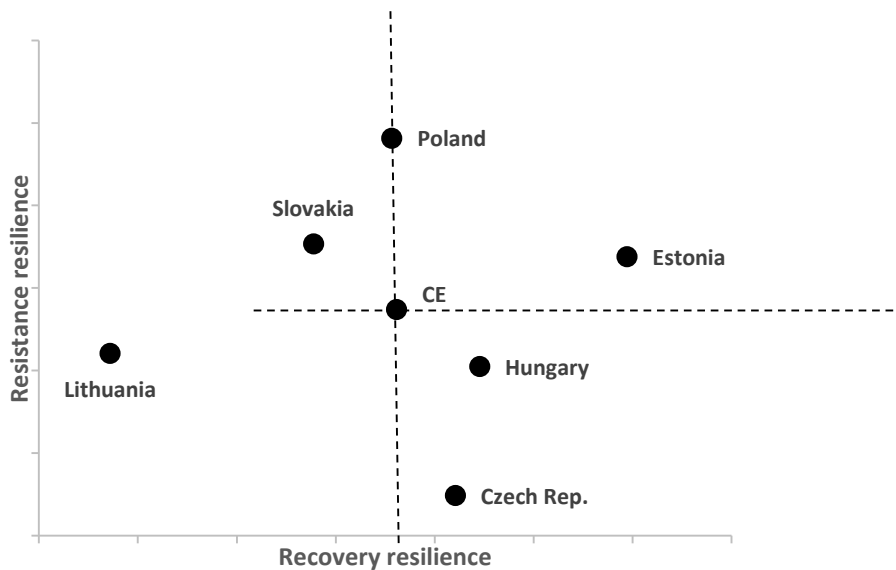 Poland
Slovakia
Estonia
CE
Resistance resilience
Hungary
Lithuania
Czech Rep.
Recovery resilience